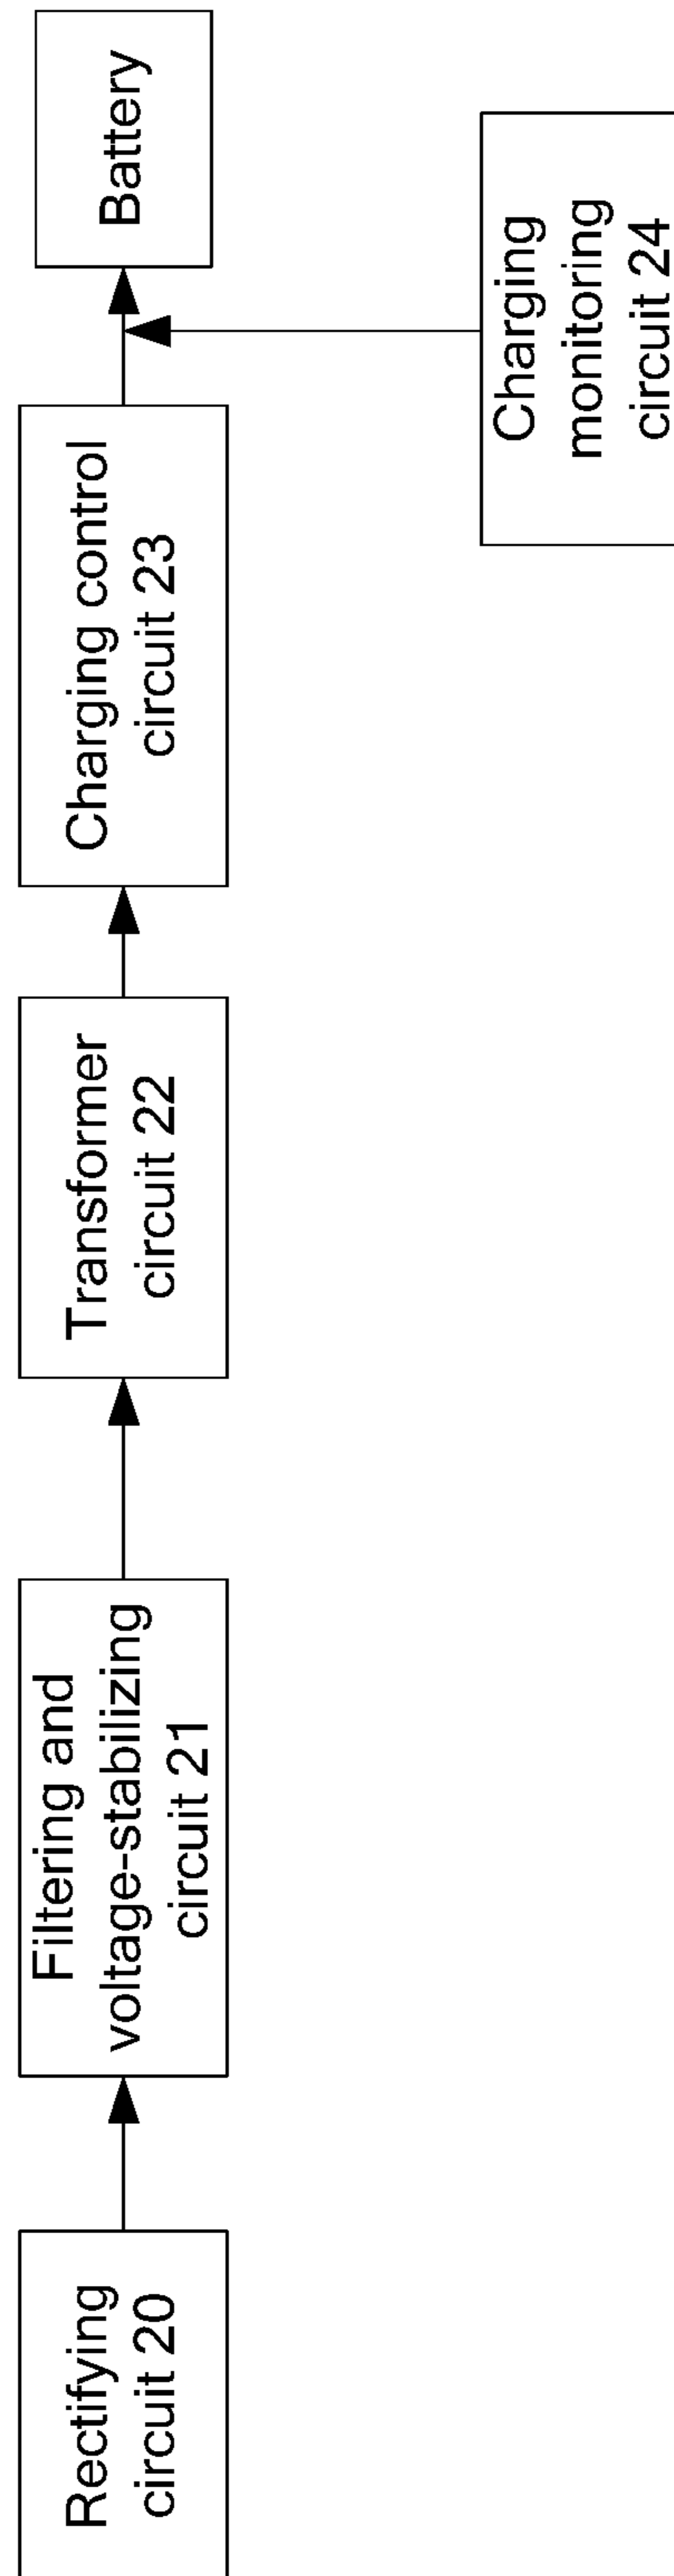 Rectifying
circuit 20
Filtering and
voltage-stabilizing
circuit 21
Transformer
circuit 22
Charging control
circuit 23
Battery
Charging
monitoring
circuit 24